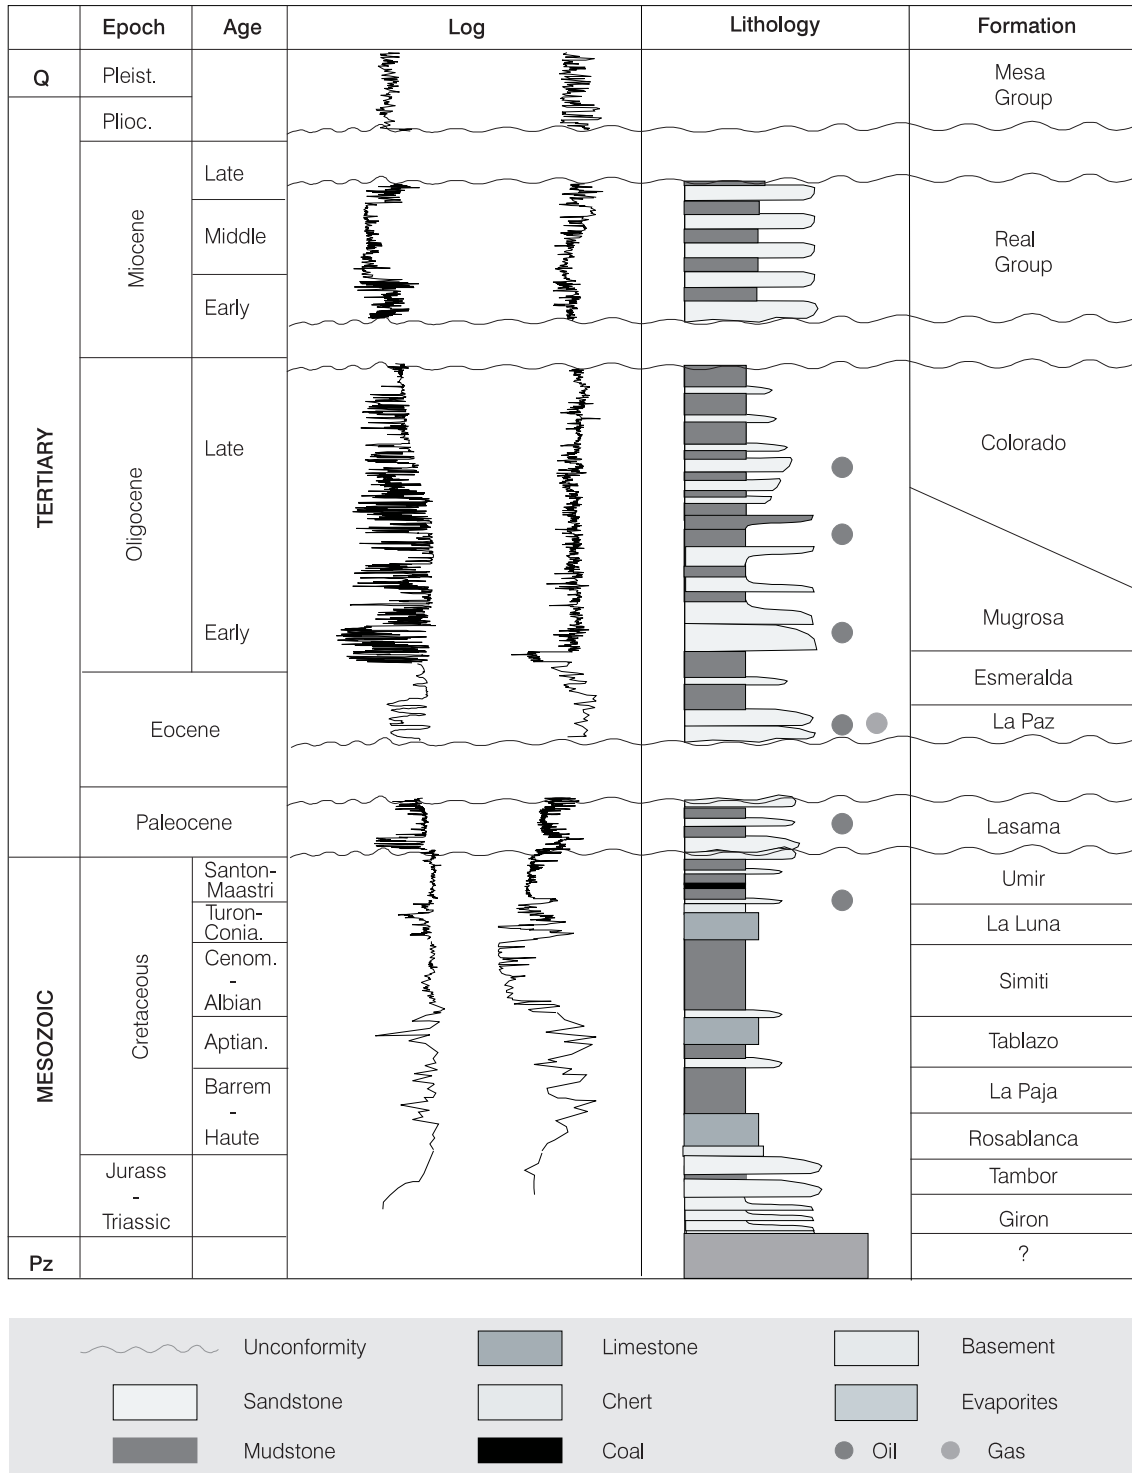 Epoch
Age
Log
Lithology
Formation
Q
Pleist.
Mesa
Group
Plioc.
TERTIARY
Miocene
Late
Middle
Early
Real
Group
Oligocene
Late
Early
Colorado
Mugrosa
Esmeralda
Eocene
La Paz
Paleocene
Lasama
MESOZOIC
Cretaceous
Santon-
Maastri
Umir
Turon-
Conia.
La Luna
Cenom.
-
Albian
Simiti
Aptian.
Tablazo
Barrem
-
Haute
La Paja
Rosablanca
Jurass
-
Triassic
Tambor
Giron
Pz
?
Unconformity
Limestone
Basement
Sandstone
Chert
Evaporites
Mudstone
Coal
Oil
Gas